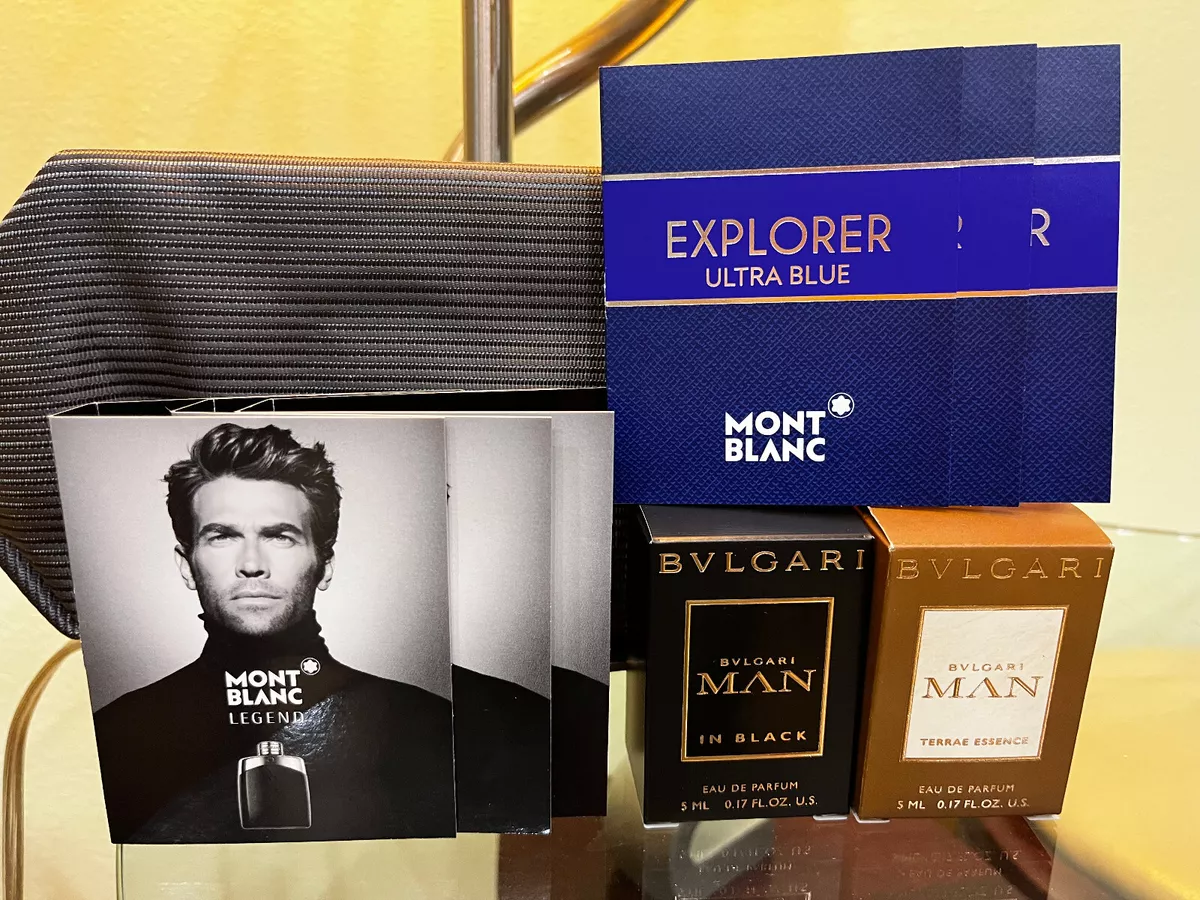 EXPLORER
ULTRA BLUE
MONT
BLANC
R
R
MONT
BLANC
LEGEND
BVLGARI
BVLGARI
MAN
IN BLACK
EAU DE PARFUM
5 ML 0.17 FL.OZ. U.S.
BVLGARI
BVLGARI
MAN
TERRAE ESSENCE
EAU DE PARFUM
5 ML 0.17 FL.OZ. U.S.